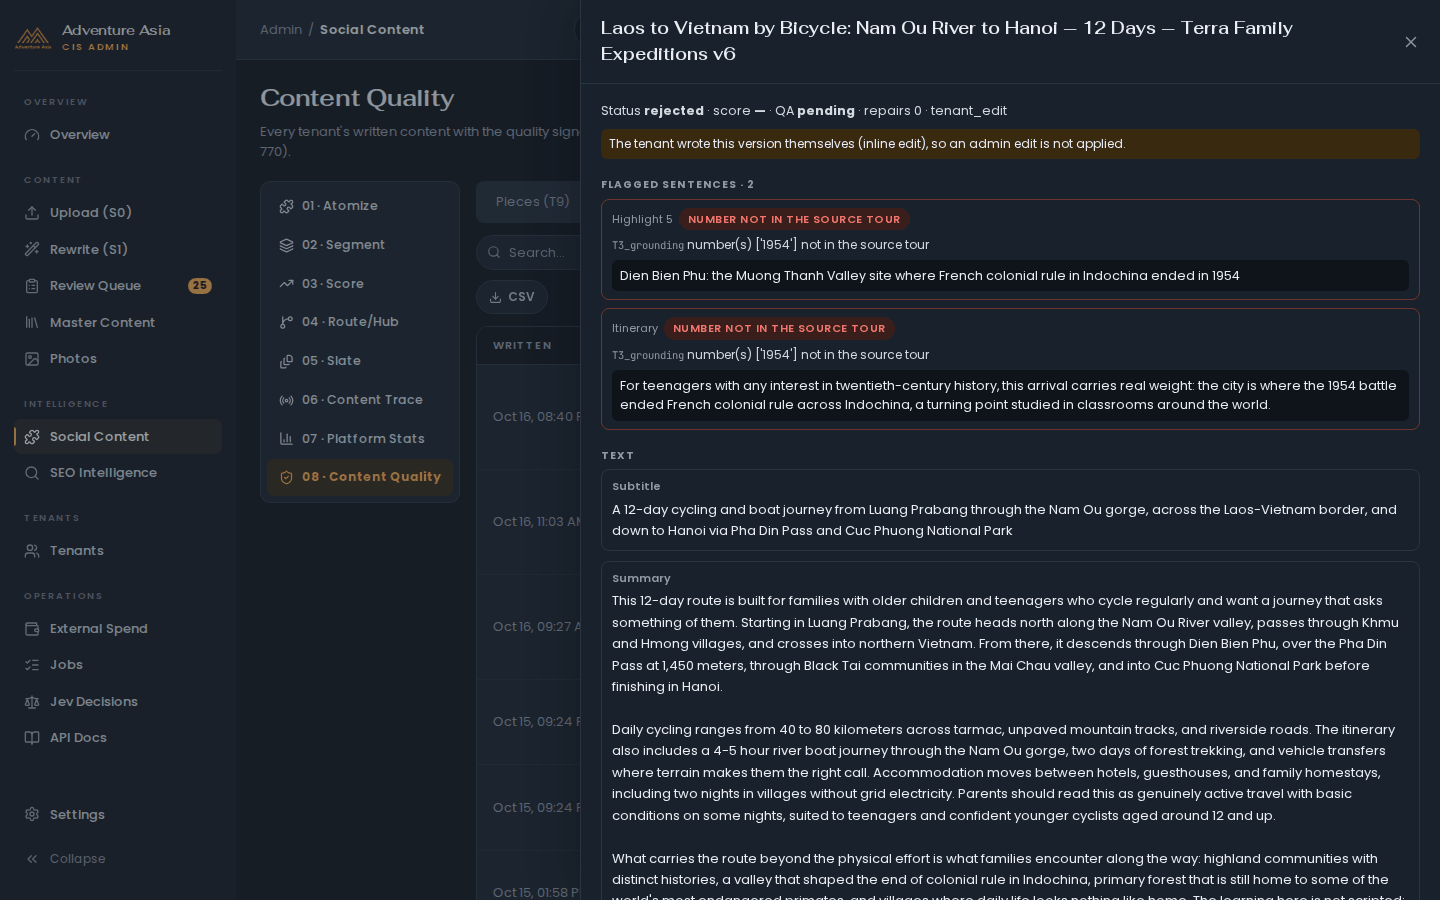 Adventure Asia
CIS ADMIN
OVERVIEW
Overview
CONTENT
Upload (S0)
Rewrite (S1)
Review Queue 25
Master Content
Photos
INTELLIGENCE
Social Content
SEO Intelligence
TENANTS
Tenants
OPERATIONS
External Spend
Jobs
Jev Decisions
API Docs
Settings
Collapse
Admin / Social Content
Content Quality
Every tenant's written content with the quality
770).
01 · Atomize
02 · Segment
03 · Score
04 · Route/Hub
05 · Slate
06 · Content Trace
07 · Platform Stats
08 · Content Quality
Pieces (T9)
Search...
CSV
WRITTEN
Oct 16, 08:40
Oct 16, 11:03
Oct 16, 09:27
Oct 15, 09:24
Oct 15, 09:24
Oct 15, 01:58
Laos to Vietnam by Bicycle: Nam Ou River to Hanoi — 12 Days — Terra Family
Expeditions v6
Status rejected · score — · QA pending · repairs 0 · tenant_edit
The tenant wrote this version themselves (inline edit), so an admin edit is not applied.
FLAGGED SENTENCES · 2
Highlight 5 NUMBER NOT IN THE SOURCE TOUR
T3_grounding number(s) ['1954'] not in the source tour
Dien Bien Phu: the Muong Thanh Valley site where French colonial rule in Indochina ended in 1954
Itinerary NUMBER NOT IN THE SOURCE TOUR
T3_grounding number(s) ['1954'] not in the source tour
For teenagers with any interest in twentieth-century history, this arrival carries real weight: the city is where the 1954 battle
ended French colonial rule across Indochina, a turning point studied in classrooms around the world.
TEXT
Subtitle
A 12-day cycling and boat journey from Luang Prabang through the Nam Ou gorge, across the Laos-Vietnam border, and
down to Hanoi via Pha Din Pass and Cuc Phuong National Park
Summary
This 12-day route is built for families with older children and teenagers who cycle regularly and want a journey that asks
something of them. Starting in Luang Prabang, the route heads north along the Nam Ou River valley, passes through Khmu
and Hmong villages, and crosses into northern Vietnam. From there, it descends through Dien Bien Phu, over the Pha Din
Pass at 1,450 meters, through Black Tai communities in the Mai Chau valley, and into Cuc Phuong National Park before
finishing in Hanoi.
Daily cycling ranges from 40 to 80 kilometers across tarmac, unpaved mountain tracks, and riverside roads. The itinerary
also includes a 4-5 hour river boat journey through the Nam Ou gorge, two days of forest trekking, and vehicle transfers
where terrain makes them the right call. Accommodation moves between hotels, guesthouses, and family homestays,
including two nights in villages without grid electricity. Parents should read this as genuinely active travel with basic
conditions on some nights, suited to teenagers and confident younger cyclists aged around 12 and up.
What carries the route beyond the physical effort is what families encounter along the way: highland communities with
distinct histories, a valley that shaped the end of colonial rule in Indochina, primary forest that is still home to some of the
world's most endangered primates, and villages where daily life looks nothing like home. The learning here is not scripted;